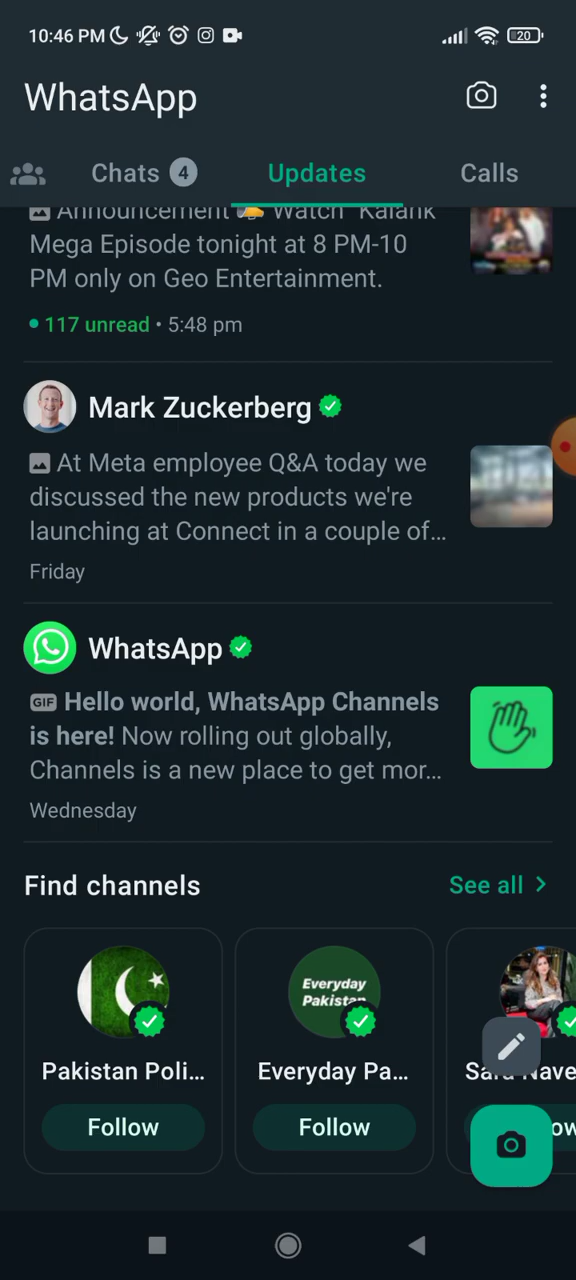 10:46 PM
20
WhatsApp
Chats 4 Updates Calls
Announcement Watch "Kalank"
Mega Episode tonight at 8 PM-10
PM only on Geo Entertainment.
117 unread • 5:48 pm
Mark Zuckerberg
At Meta employee Q&A today we
discussed the new products we're
launching at Connect in a couple of...
Friday
WhatsApp
GIF Hello world, WhatsApp Channels
is here! Now rolling out globally,
Channels is a new place to get mor...
Wednesday
Find channels
See all >
Everyday
Pakistan
Pakistan Poli...
Everyday Pa...
Follow
Follow